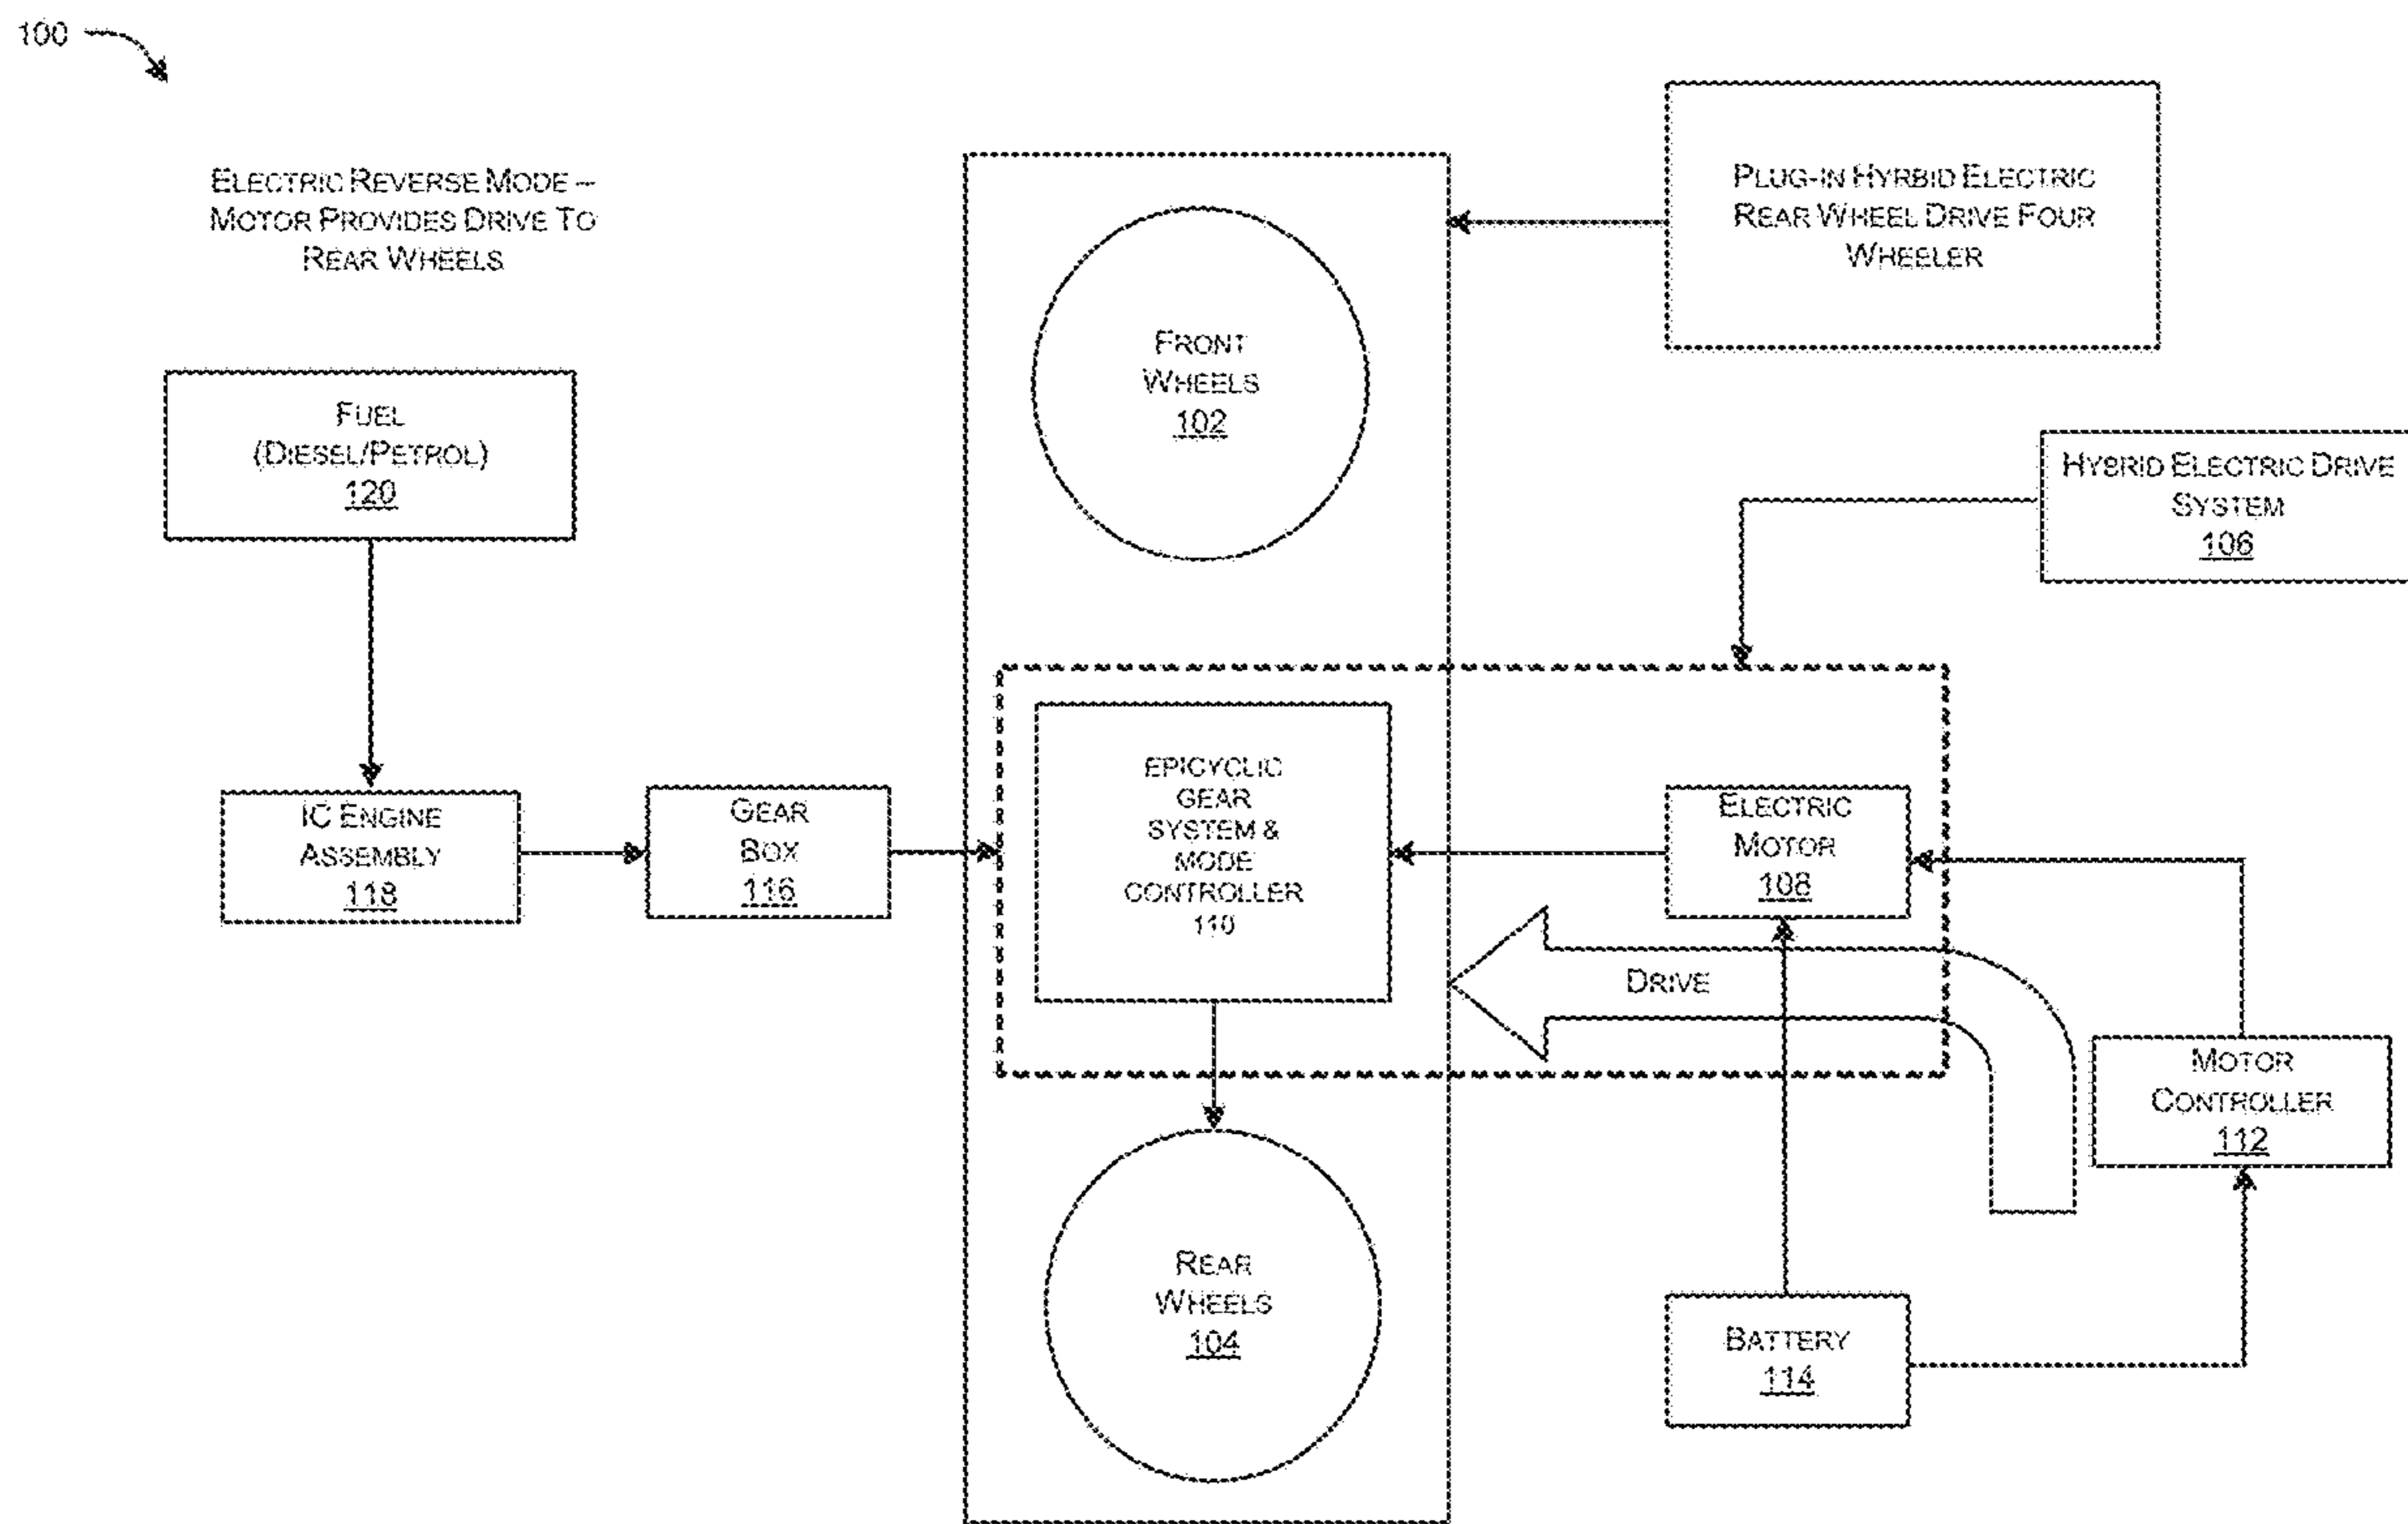 100
ELECTRIC REVERSE MODE –
MOTOR PROVIDES DRIVE TO
REAR WHEELS
PLUG-IN HYRBID ELECTRIC
REAR WHEEL DRIVE FOUR
WHEELER
FRONT
WHEELS
102
FUEL
(DIESEL/PETROL)
120
HYBRID ELECTRIC DRIVE
SYSTEM
106
IC ENGINE
ASSEMBLY
118
GEAR
BOX
116
EPICYCLIC
GEAR
SYSTEM &
MODE
CONTROLLER
110
ELECTRIC
MOTOR
108
DRIVE
MOTOR
CONTROLLER
112
REAR
WHEELS
104
BATTERY
114